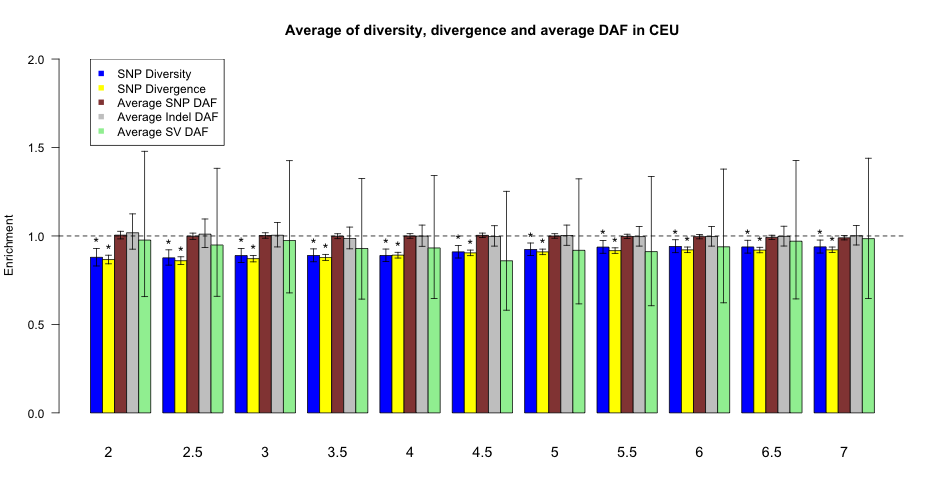 Average of diversity, divergence and average DAF in CEU
Enrichment
2.0
1.5
1.0
0.5
0.0
SNP Diversity
SNP Divergence
Average SNP DAF
Average Indel DAF
Average SV DAF
* * * * * * * * * * * * * * * * * * * * * *
2 2.5 3 3.5 4 4.5 5 5.5 6 6.5 7